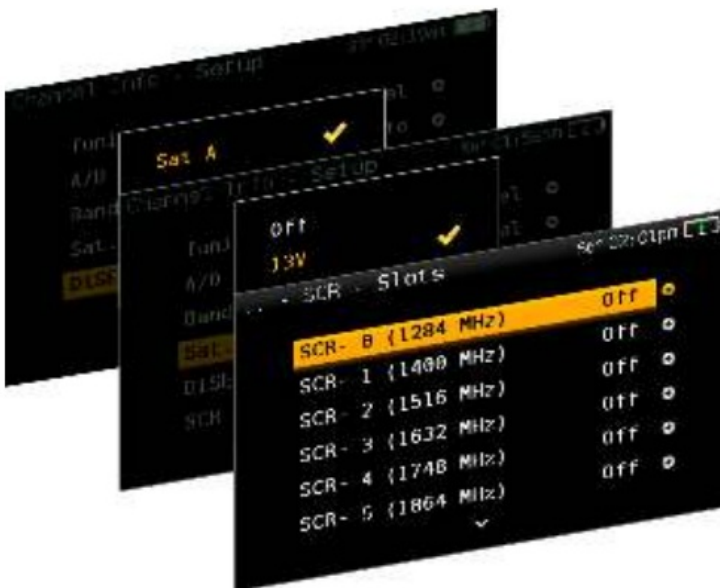 Channel Info - Setup
Tuni
A/D
Band
Sat.
DiSE
Sat A
Channel Info - Setup
Tuni
A/D
Band
Sat.
DiSE
SCR
Off
13V
.. - SCR - Slots
SCR- 0 (1284 MHz) Off
SCR- 1 (1400 MHz) Off
SCR- 2 (1516 MHz) Off
SCR- 3 (1632 MHz) Off
SCR- 4 (1748 MHz) Off
SCR- 5 (1864 MHz) Off